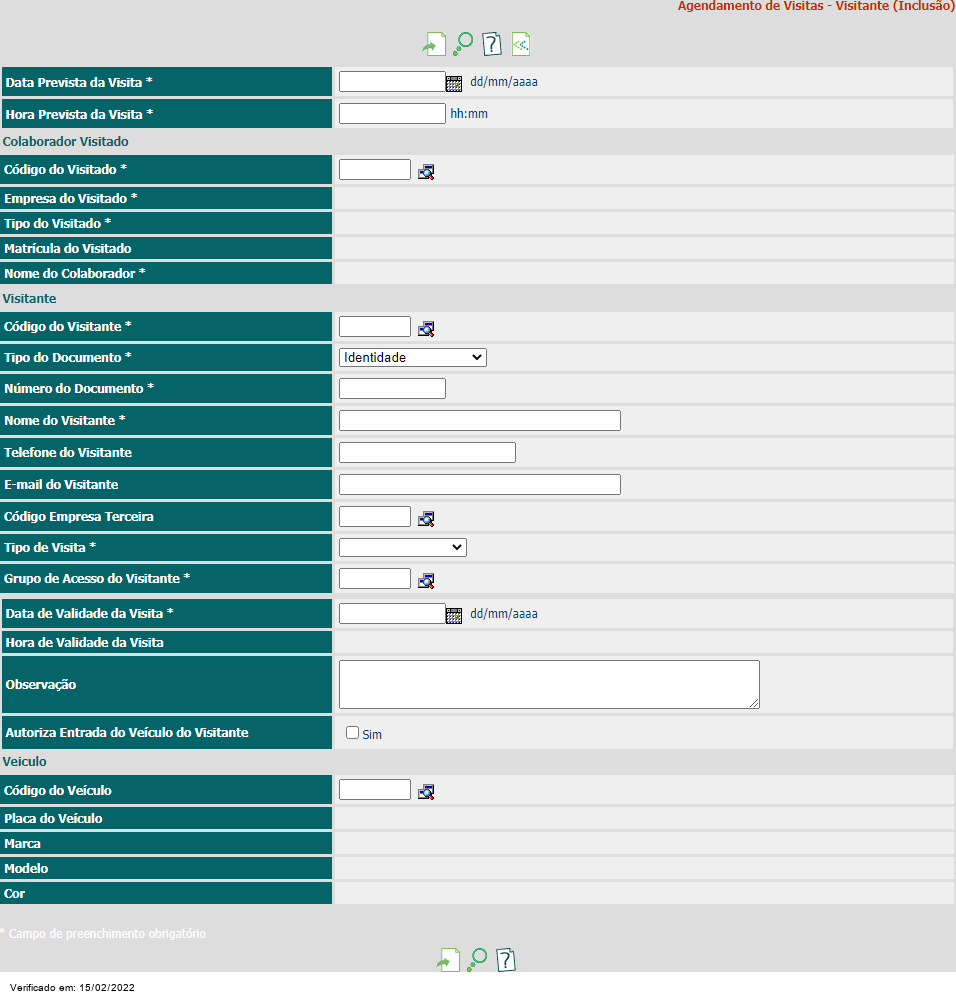 Agendamento de Visitas - Visitante (Inclusão)
Data Prevista da Visita * dd/mm/aaaa
Hora Prevista da Visita * hh:mm
Colaborador Visitado
Código do Visitado *
Empresa do Visitado *
Tipo do Visitado *
Matrícula do Visitado
Nome do Colaborador *
Visitante
Código do Visitante *
Tipo do Documento * Identidade
Número do Documento *
Nome do Visitante *
Telefone do Visitante
E-mail do Visitante
Código Empresa Terceira
Tipo de Visita *
Grupo de Acesso do Visitante *
Data de Validade da Visita * dd/mm/aaaa
Hora de Validade da Visita
Observação
Autoriza Entrada do Veículo do Visitante Sim
Veiculo
Código do Veículo
Placa do Veículo
Marca
Modelo
Cor
* Campo de preenchimento obrigatório
Verificado em: 15/02/2022